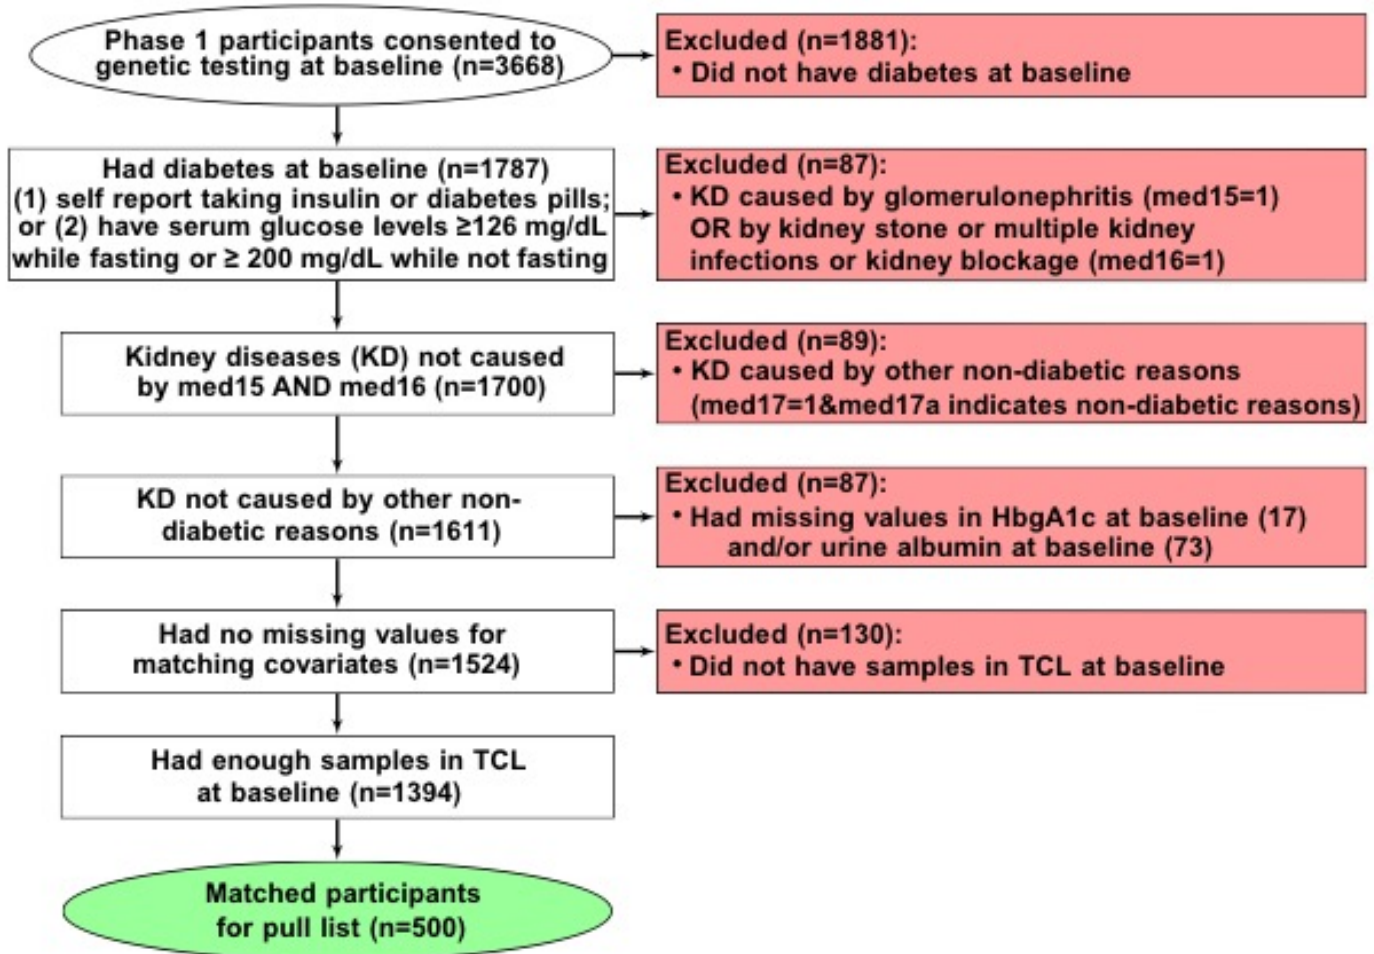 Phase 1 participants consented to
genetic testing at baseline (n=3668)
Excluded (n=1881):
• Did not have diabetes at baseline
Had diabetes at baseline (n=1787)
(1) self report taking insulin or diabetes pills;
or (2) have serum glucose levels ≥126 mg/dL
while fasting or ≥ 200 mg/dL while not fasting
Excluded (n=87):
• KD caused by glomerulonephritis (med15=1)
OR by kidney stone or multiple kidney
infections or kidney blockage (med16=1)
Kidney diseases (KD) not caused
by med15 AND med16 (n=1700)
Excluded (n=89):
• KD caused by other non-diabetic reasons
(med17=1&med17a indicates non-diabetic reasons)
KD not caused by other non-
diabetic reasons (n=1611)
Excluded (n=87):
• Had missing values in HbgA1c at baseline (17)
and/or urine albumin at baseline (73)
Had no missing values for
matching covariates (n=1524)
Excluded (n=130):
• Did not have samples in TCL at baseline
Had enough samples in TCL
at baseline (n=1394)
Matched participants
for pull list (n=500)